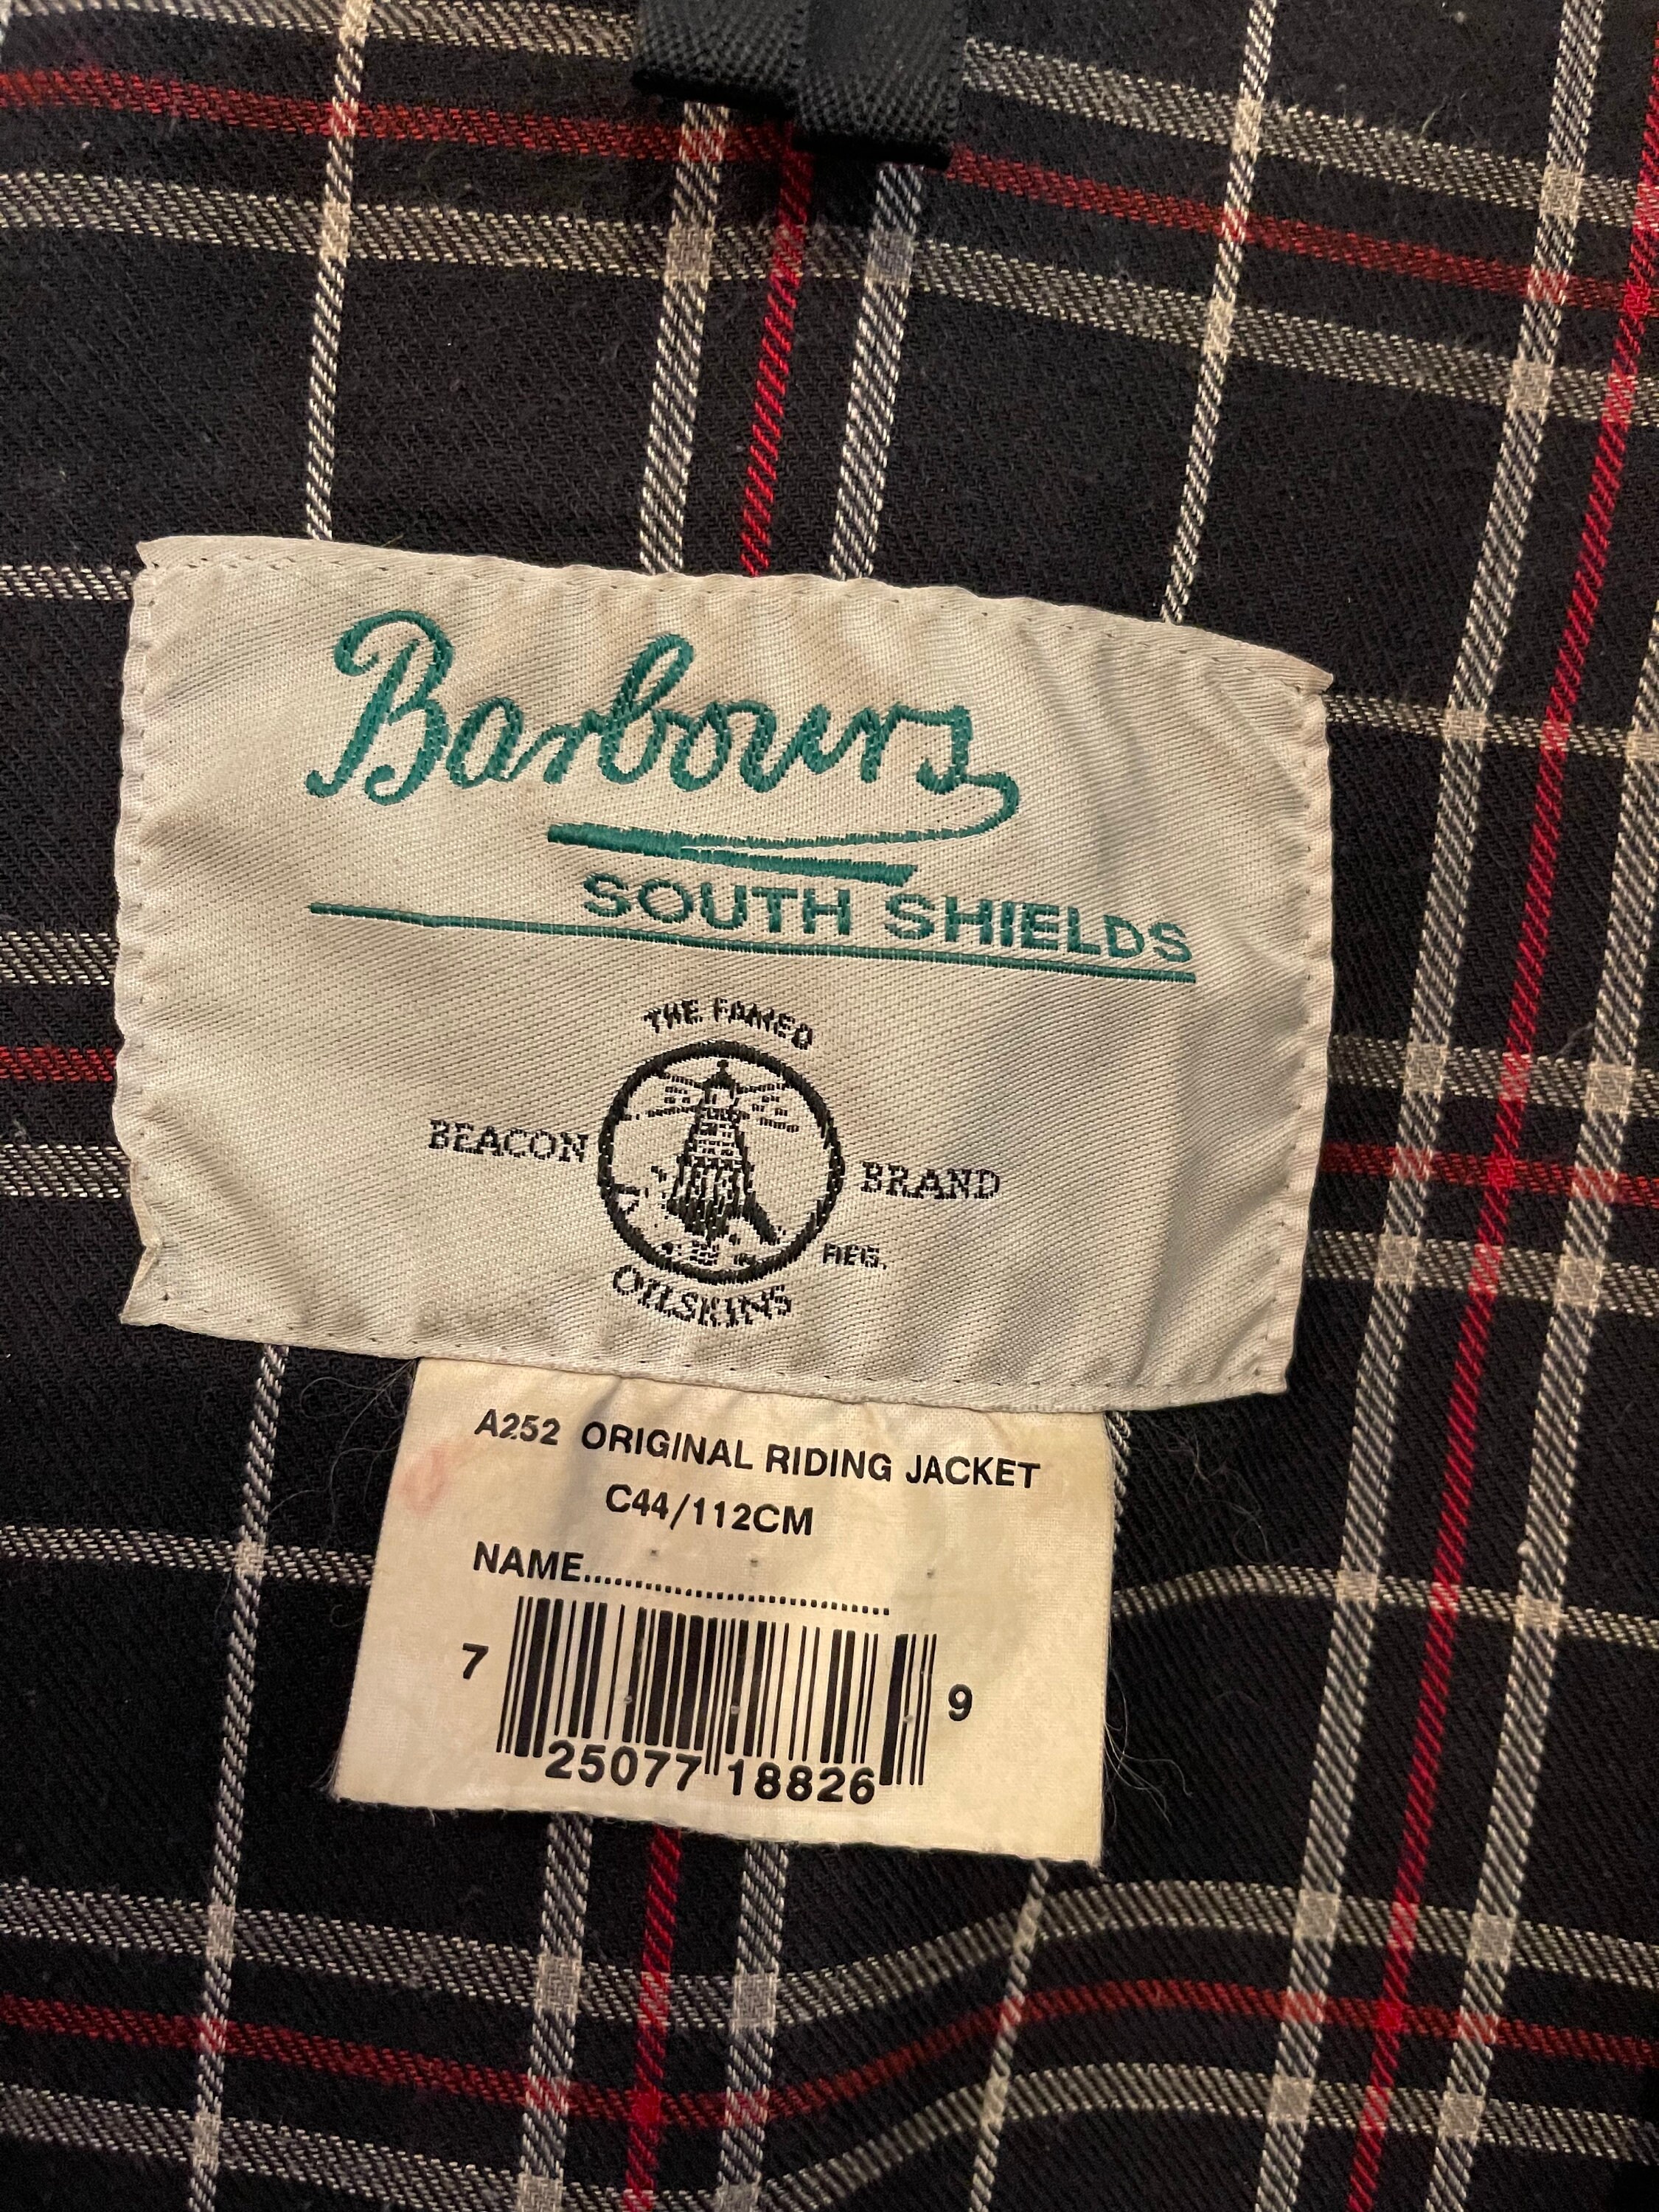 Barbours
SOUTH SHIELDS
THE FAMED
BEACON BRAND
REG.
OILSKINS
A252 ORIGINAL RIDING JACKET
C44/112CM
NAME..............................
7 25077 18826 9